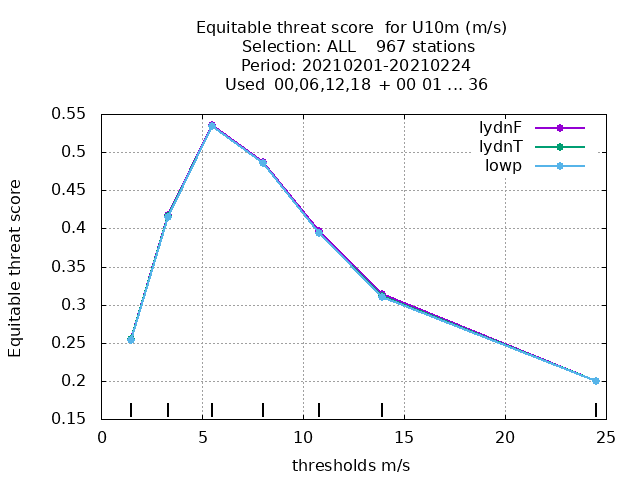 Equitable threat score  for U10m (m/s)
Selection: ALL    967 stations
Period: 20210201-20210224
Used  00,06,12,18  + 00 01 ... 36
lydnF
lydnT
lowp
Equitable threat score
0.55
0.5
0.45
0.4
0.35
0.3
0.25
0.2
0.15
0 5 10 15 20 25
thresholds m/s